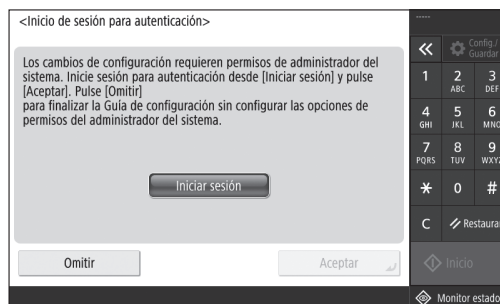 <Inicio de sesión para autenticación>
Los cambios de configuración requieren permisos de administrador del
sistema. Inicie sesión para autenticación desde [Iniciar sesión] y pulse
[Aceptar]. Pulse [Omitir]
para finalizar la Guía de configuración sin configurar las opciones de
permisos del administrador del sistema.
Iniciar sesión
Omitir
Aceptar
-----
Config./
Guardar
1 2 3
ABC DEF
4 5 6
GHI JKL MNO
7 8 9
PQRS TUV WXYZ
* 0 #
C Restaurar
Inicio
Monitor estado